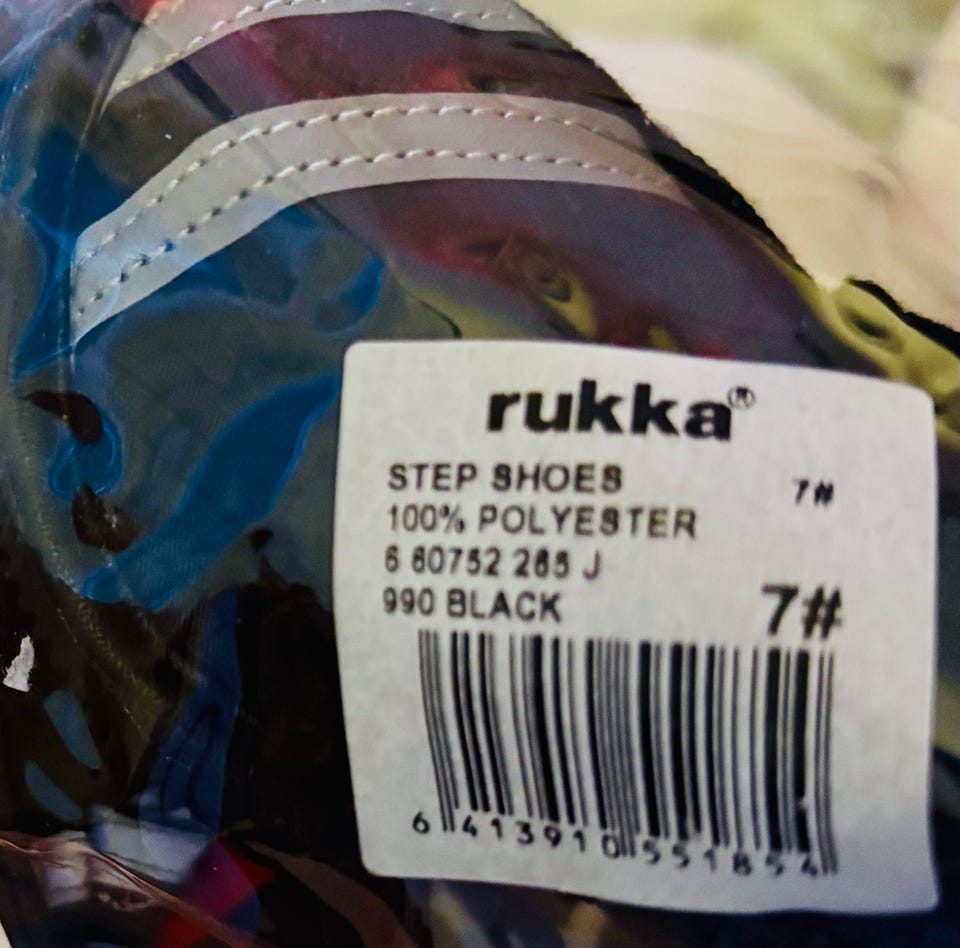 rukka®
STEP SHOES 7#
100% POLYESTER
6 60752 265 J
990 BLACK 7#
6 413910 551854